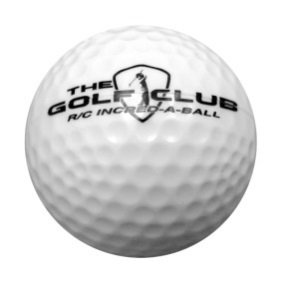 THE
GOLF CLUB
R/C INCRED-A-BALL